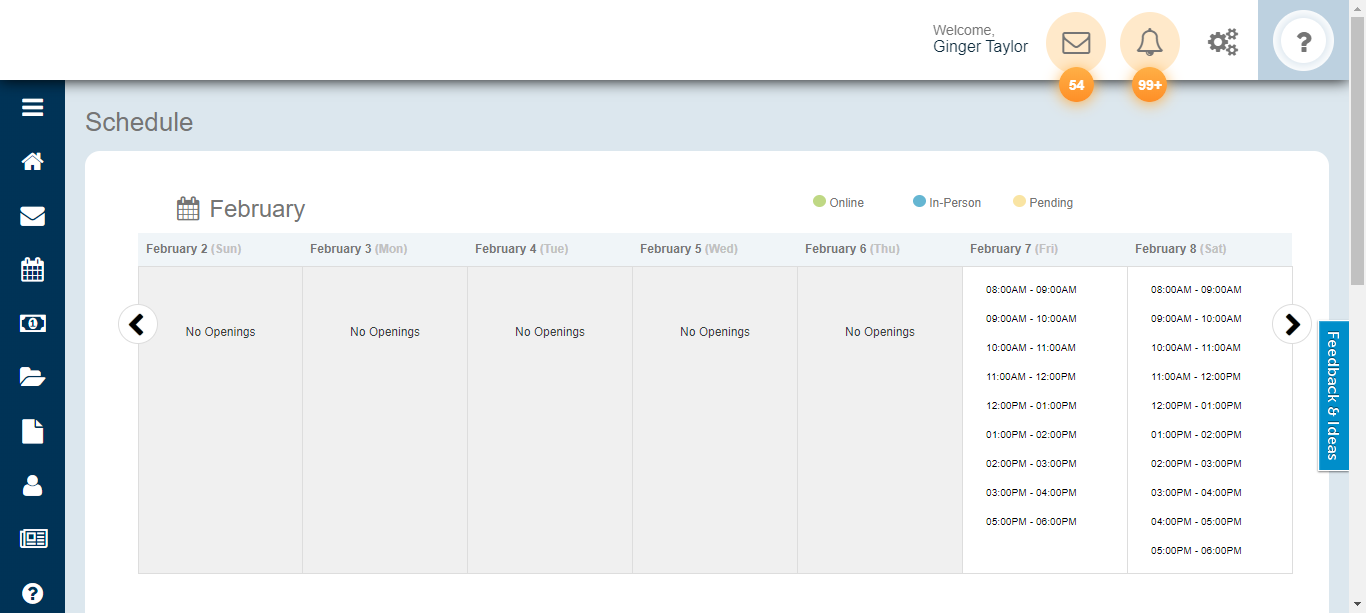 Welcome,
Ginger Taylor
54
99+
?
Schedule
February
Online
In-Person
Pending
February 2 (Sun) February 3 (Mon) February 4 (Tue) February 5 (Wed) February 6 (Thu) February 7 (Fri) February 8 (Sat)
No Openings No Openings No Openings No Openings No Openings
08:00AM - 09:00AM
09:00AM - 10:00AM
10:00AM - 11:00AM
11:00AM - 12:00PM
12:00PM - 01:00PM
01:00PM - 02:00PM
02:00PM - 03:00PM
03:00PM - 04:00PM
05:00PM - 06:00PM
08:00AM - 09:00AM
09:00AM - 10:00AM
10:00AM - 11:00AM
11:00AM - 12:00PM
12:00PM - 01:00PM
01:00PM - 02:00PM
02:00PM - 03:00PM
03:00PM - 04:00PM
04:00PM - 05:00PM
05:00PM - 06:00PM
Feedback & Ideas